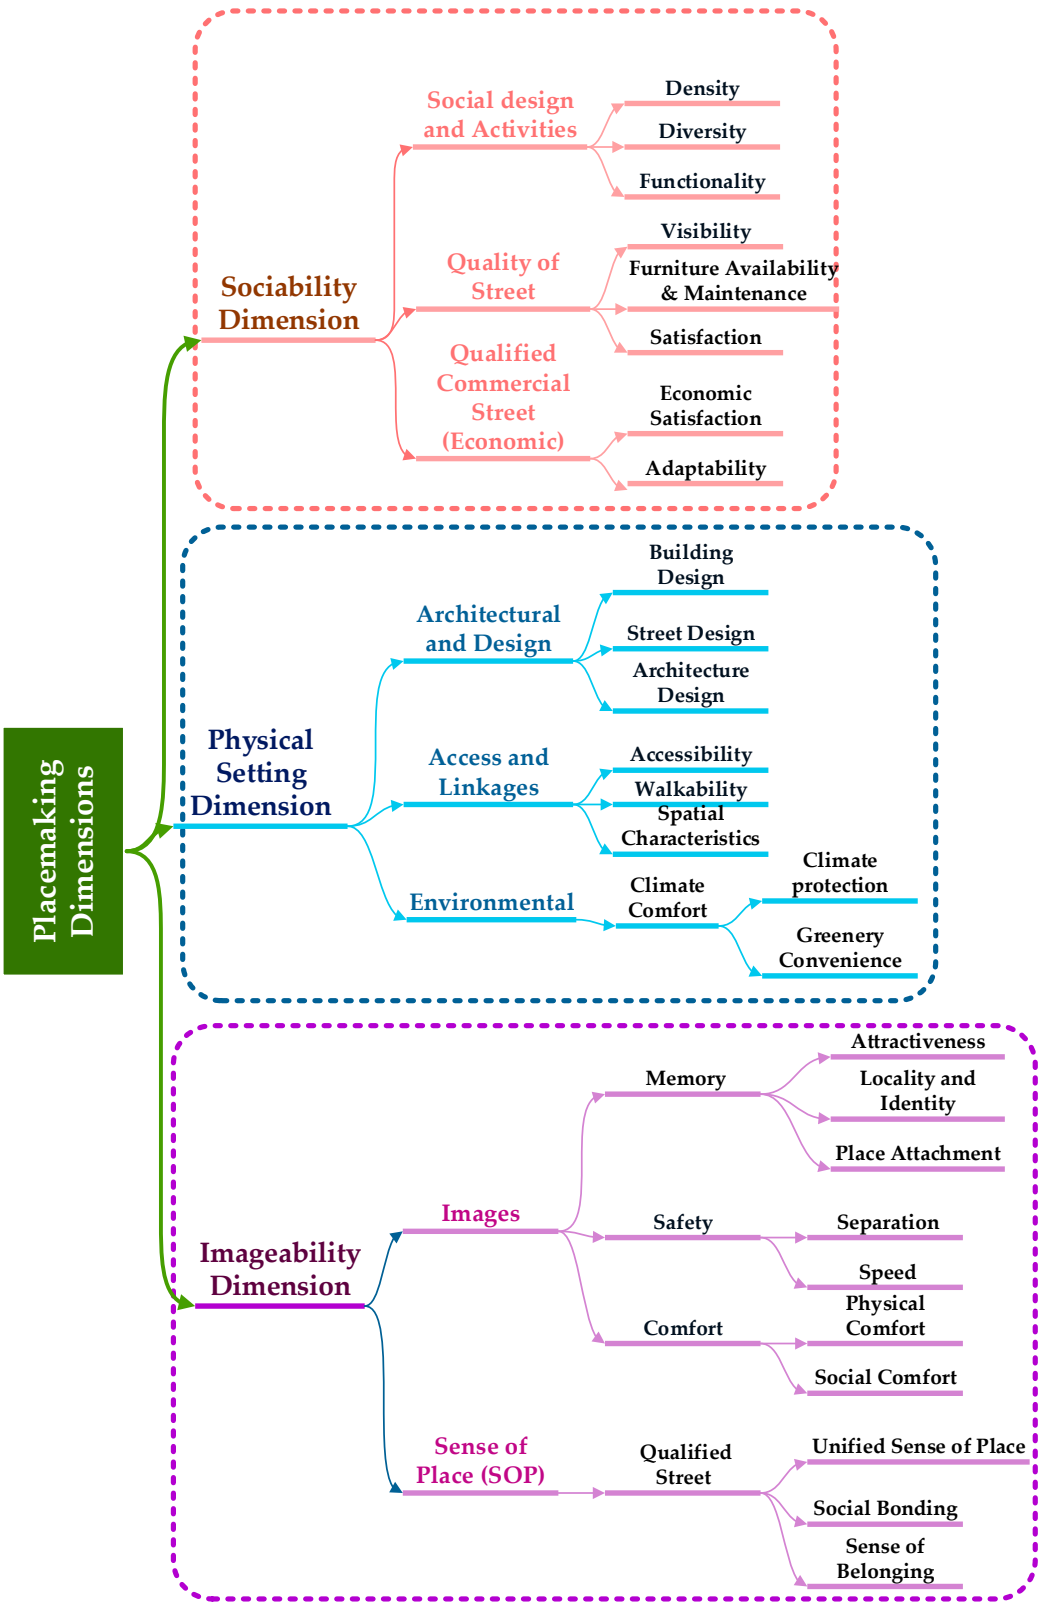 Placemaking
Dimensions
Sociability
Dimension
Social design
and Activities
Density
Diversity
Functionality
Quality of
Street
Visibility
Furniture Availability
& Maintenance
Satisfaction
Qualified
Commercial
Street
(Economic)
Economic
Satisfaction
Adaptability
Physical
Setting
Dimension
Architectural
and Design
Building
Design
Street Design
Architecture
Design
Access and
Linkages
Accessibility
Walkability
Spatial
Characteristics
Environmental
Climate
Comfort
Climate
protection
Greenery
Convenience
Imageability
Dimension
Images
Memory
Attractiveness
Locality and
Identity
Place Attachment
Safety
Separation
Speed
Comfort
Physical
Comfort
Social Comfort
Sense of
Place (SOP)
Qualified
Street
Unified Sense of Place
Social Bonding
Sense of
Belonging